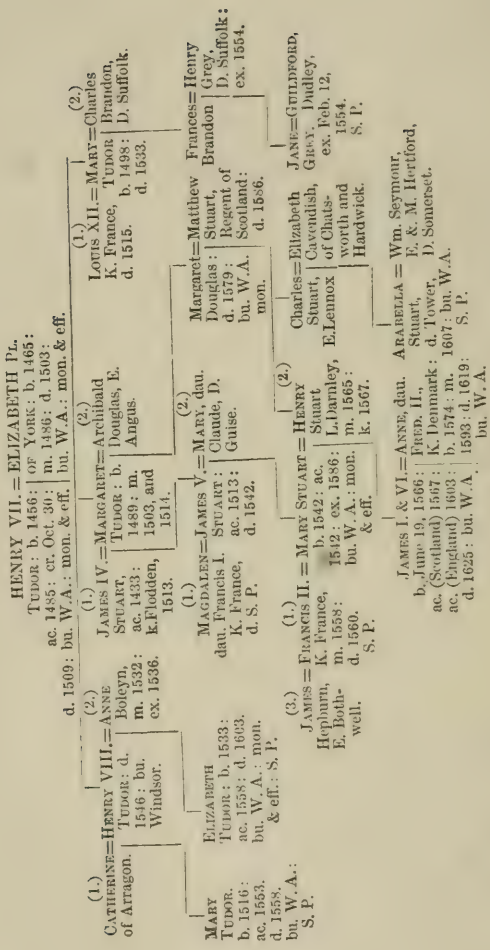 HENRY VII.=ELIZABETH PL.
TUDOR: b. 1456: of YORK: b. 1465:
ac. 1485: cr. Oct. 30: m. 1486: d. 1503:
d. 1509: bu. W. A.: mon. & eff. bu. W. A.: mon. & eff.
(1.) (2.)
CATHERINE=HENRY VIII.=ANNE
of Arragon. TUDOR: d. Boleyn,
1546: bu. m. 1532:
Windsor. ex. 1536.
(1.) (2.)
JAMES IV.=MARGARET=Archibald
STUART, TUDOR: b. Douglas, E.
ac. 1433: 1489: m. Angus.
k. Flodden, 1503, and
1513. 1514.
(1.) (2.)
LOUIS XII.=MARY=Charles
K. France, TUDOR Brandon,
d. 1515. b. 1498: D. Suffolk.
d. 1533.
MARY
TUDOR.
b. 1516:
ac. 1553.
d. 1558.
bu. W. A.:
S. P.
ELIZABETH
TUDOR: b. 1533:
ac. 1558: d. 1603.
bu. W. A.: mon.
& eff.: S. P.
(1.) (2.)
MAGDALEN=JAMES V.=MARY, dau.
dau. Francis I. STUART: Claude, D.
K. France, ac. 1513: Guise.
d. S. P. d. 1542.
Margaret=Matthew
Douglas: Stuart,
d. 1579: Regent of
bu. W. A. Scotland:
mon. d. 1586.
Frances=Henry
Brandon Grey,
D. Suffolk:
ex. 1554.
(3.) (1.) (2.)
JAMES=FRANCIS II.=MARY STUART=HENRY
Hepburn, K. France, b. 1542: ac. Stuart
E. Both- m. 1558: 1542: ex. 1586: L. Darnley,
well. d. 1560. bu. W. A.: mon. m. 1565:
S. P. & eff. k. 1567.
Charles=Elizabeth
Stuart, Cavendish,
E. Lennox of Chats-
worth and
Hardwick.
JANE=GUILDFORD,
GREY. Dudley,
ex. Feb. 12,
1554.
S. P.
JAMES I. & VI.=ANNE, dau.
b. June 19, 1566: FRED. II.,
ac. (Scotland) 1567: K. Denmark:
ac. (England) 1603: b. 1574: m.
d. 1625: bu. W. A. 1593: d. 1619:
bu. W. A.
ARABELLA=Wm. Seymour,
Stuart, E. & M. Hertford,
d. Tower, D. Somerset.
1607: bu. W. A.
S. P.